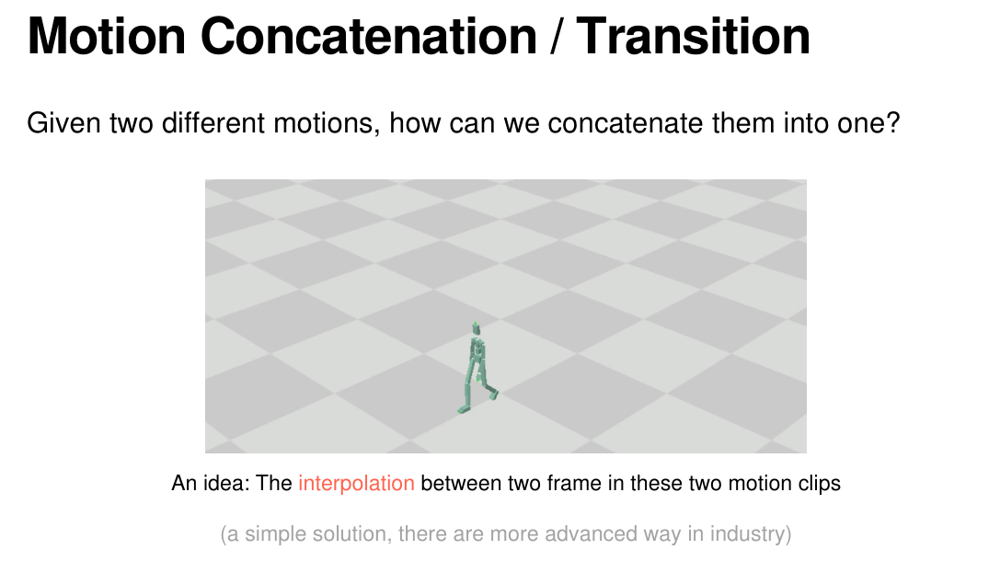 Motion Concatenation / Transition
Given two different motions, how can we concatenate them into one?
An idea: The interpolation between two frame in these two motion clips
(a simple solution, there are more advanced way in industry)